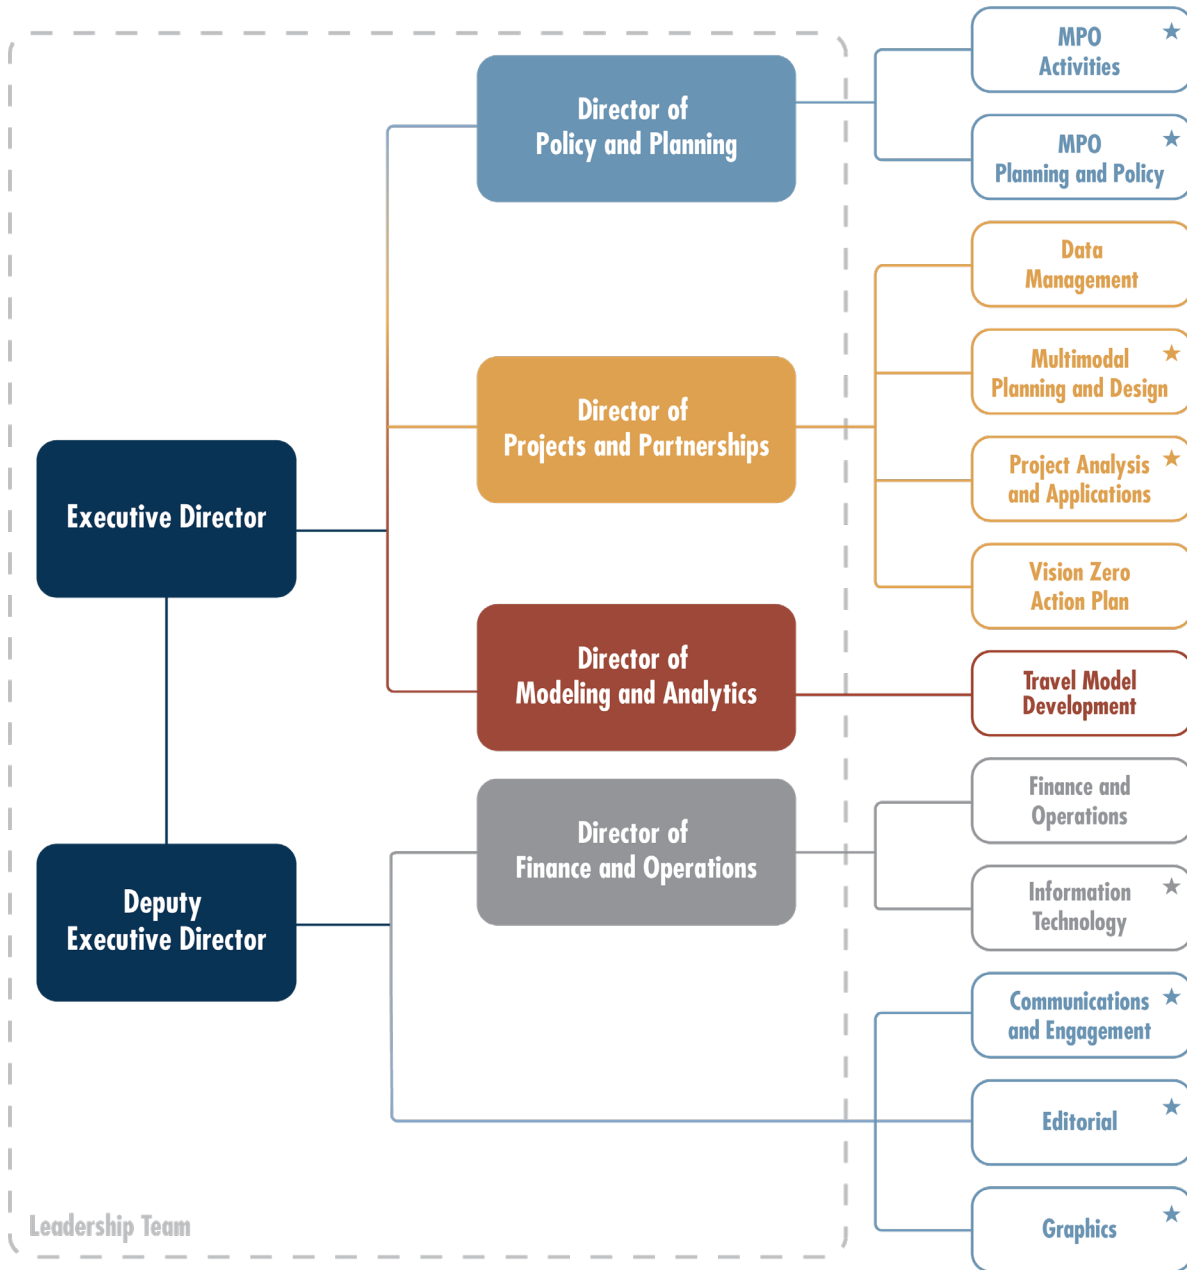 MPO
Activities
Director of
Policy and Planning
MPO
Planning and Policy
Data
Management
Multimodal
Planning and Design
Director of
Projects and Partnerships
Project Analysis
and Applications
Executive Director
Vision Zero
Action Plan
Director of
Modeling and Analytics
Travel Model
Development
Finance and
Operations
Director of
Finance and Operations
Information
Technology
Deputy
Executive Director
Communications
and Engagement
Editorial
Graphics
Leadership Team